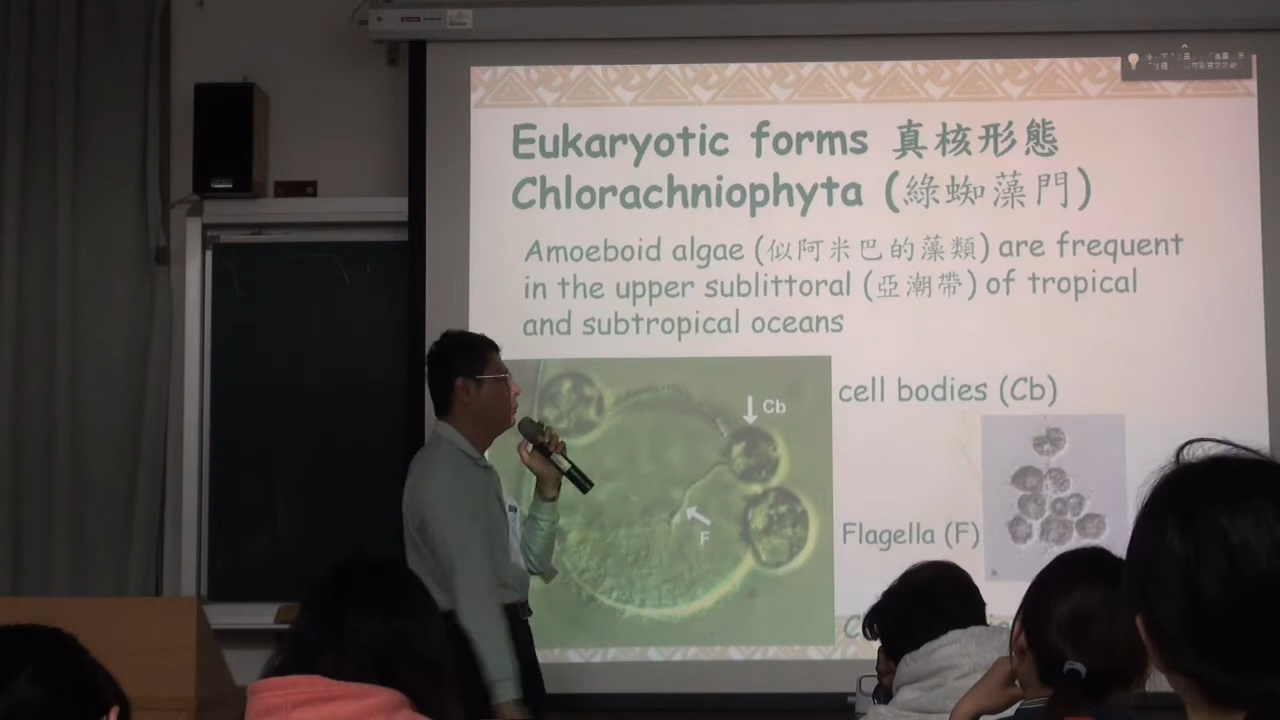 Eukaryotic forms 真核形態
Chlorachniophyta (綠蜘藻門)
Amoeboid algae (似阿米巴的藻類) are frequent
in the upper sublittoral (亞潮帶) of tropical
and subtropical oceans
cell bodies (Cb)
Cb
Flagella (F)
F